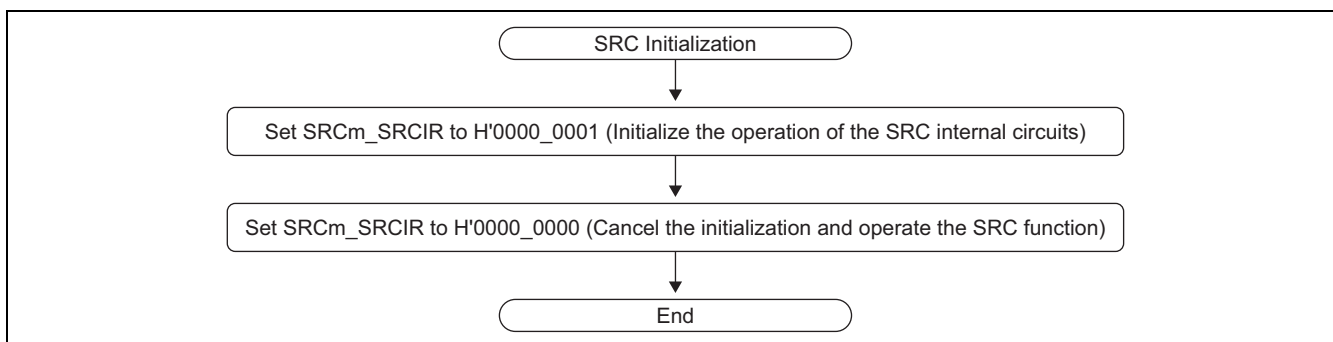 SRC Initialization
Set SRCm_SRCIR to H'0000_0001 (Initialize the operation of the SRC internal circuits)
Set SRCm_SRCIR to H'0000_0000 (Cancel the initialization and operate the SRC function)
End